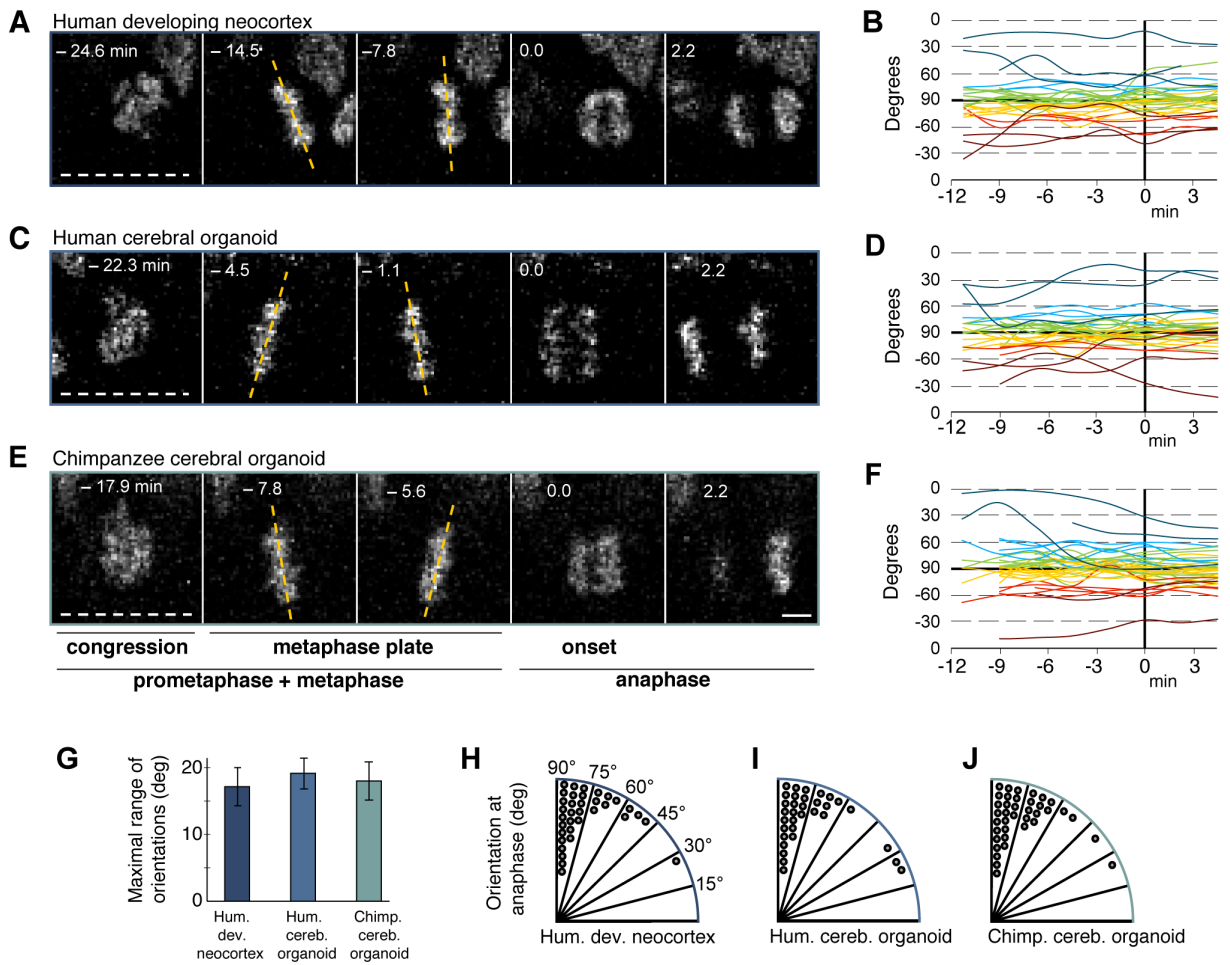 A
Human developing neocortex
– 24.6 min
– 14.5
–7.8
0.0
2.2
B
Degrees
0
30
60
90
-60
-30
0
-12
-9
-6
-3
0
3
min
C
Human cerebral organoid
– 22.3 min
– 4.5
– 1.1
0.0
2.2
D
Degrees
0
30
60
90
-60
-30
0
-12
-9
-6
-3
0
3
min
E
Chimpanzee cerebral organoid
– 17.9 min
– 7.8
– 5.6
0.0
2.2
congression
metaphase plate
onset
prometaphase + metaphase
anaphase
F
Degrees
0
30
60
90
-60
-30
0
-12
-9
-6
-3
0
3
min
G
Maximal range of
orientations (deg)
20
10
0
Hum.
dev.
neocortex
Hum.
cereb.
organoid
Chimp.
cereb.
organoid
H
Orientation at
anaphase (deg)
90°
75°
60°
45°
30°
15°
Hum. dev. neocortex
I
Hum. cereb. organoid
J
Chimp. cereb. organoid